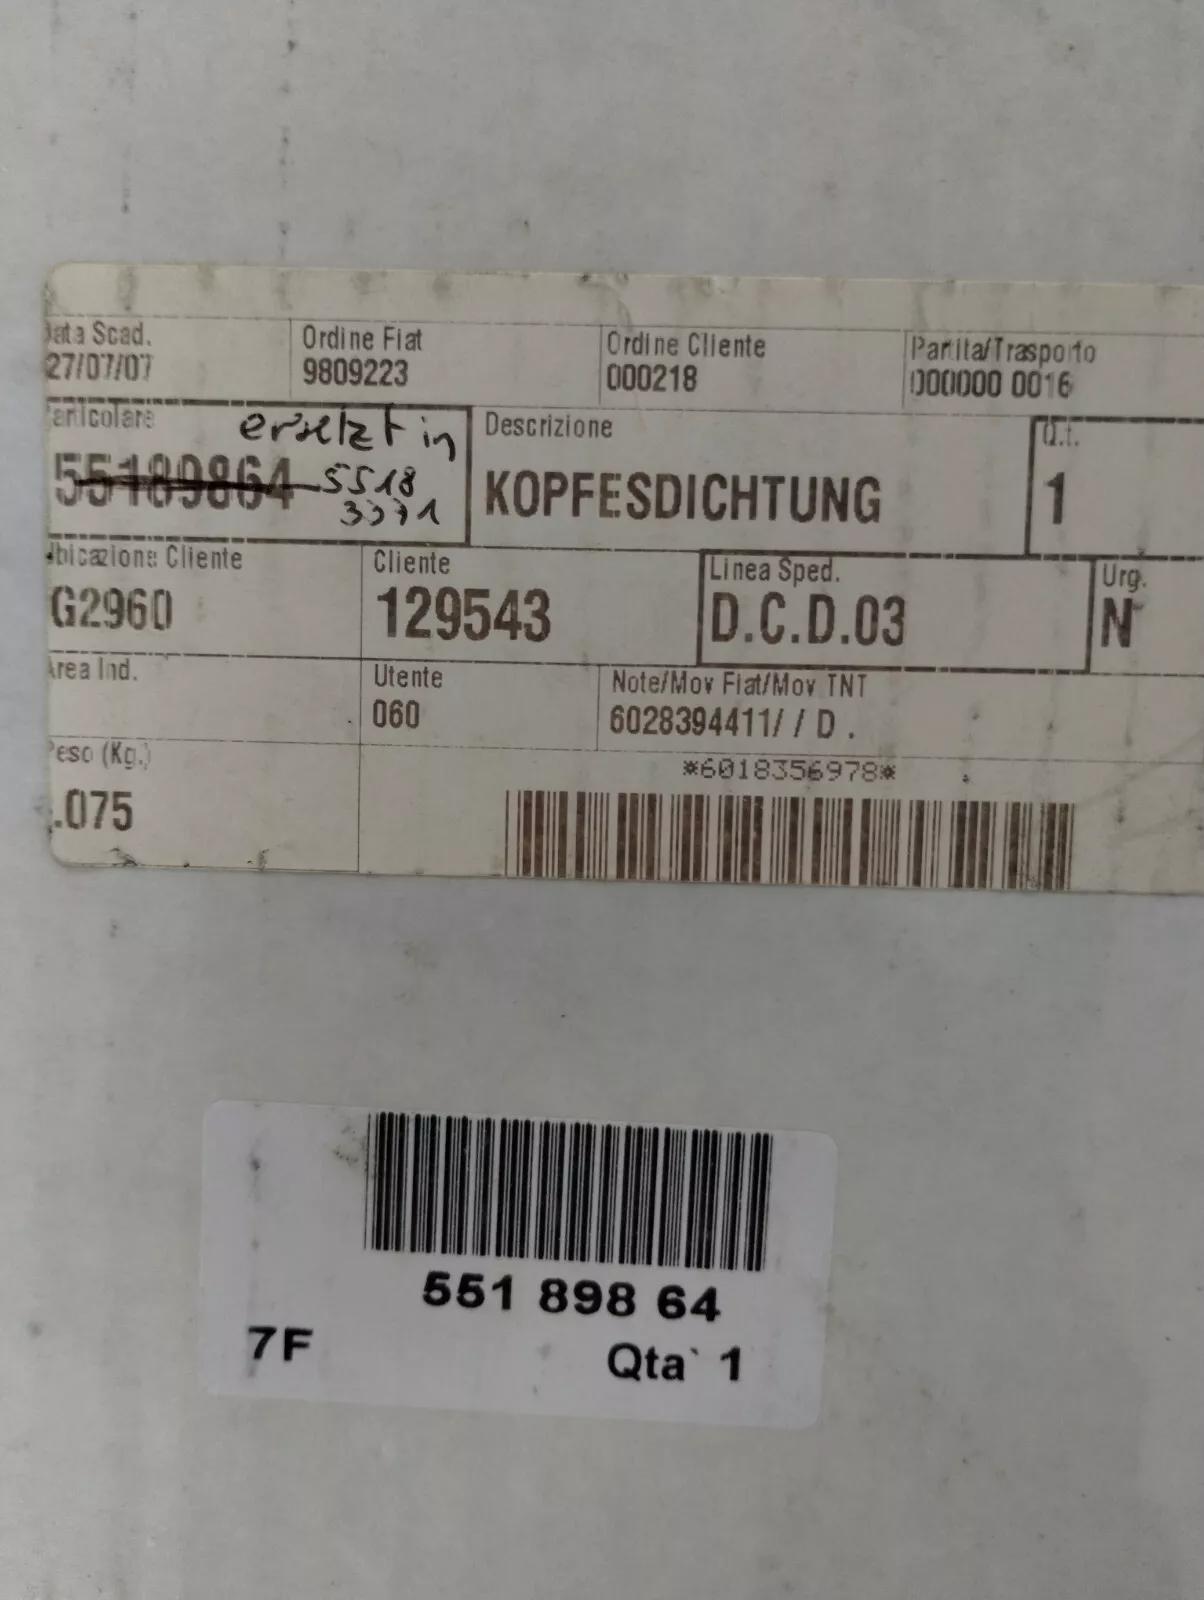 Data Scad.
27/07/07
Ordine Fiat
9809223
Ordine Cliente
000218
Partita/Trasporto
000000 0016
Particolare
55189864
ersetzt in
5518
3371
Descrizione
KOPFESDICHTUNG
Q.t.
1
Ubicazione Cliente
G2960
Cliente
129543
Linea Sped.
D.C.D.03
Urg.
N
Area Ind.
Utente
060
Note/Mov Fiat/Mov TNT
6028394411/ / D .
Peso (Kg.)
.075
*6018356978*
551 898 64
7F
Qta` 1